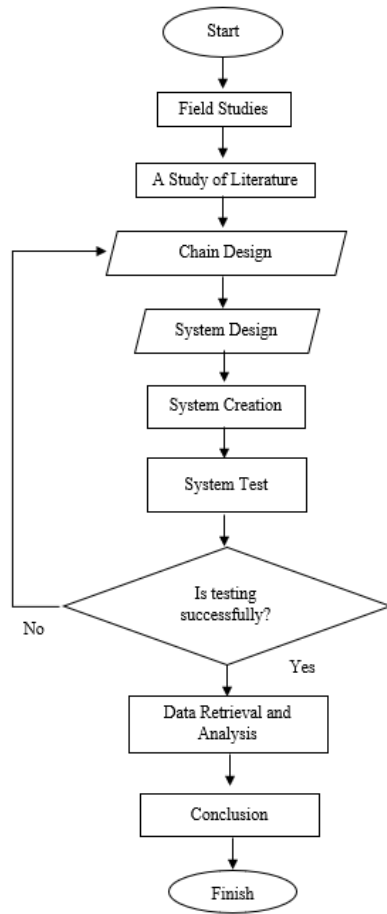 Start
Field Studies
A Study of Literature
Chain Design
System Design
System Creation
System Test
Is testing
successfully?
No
Yes
Data Retrieval and
Analysis
Conclusion
Finish